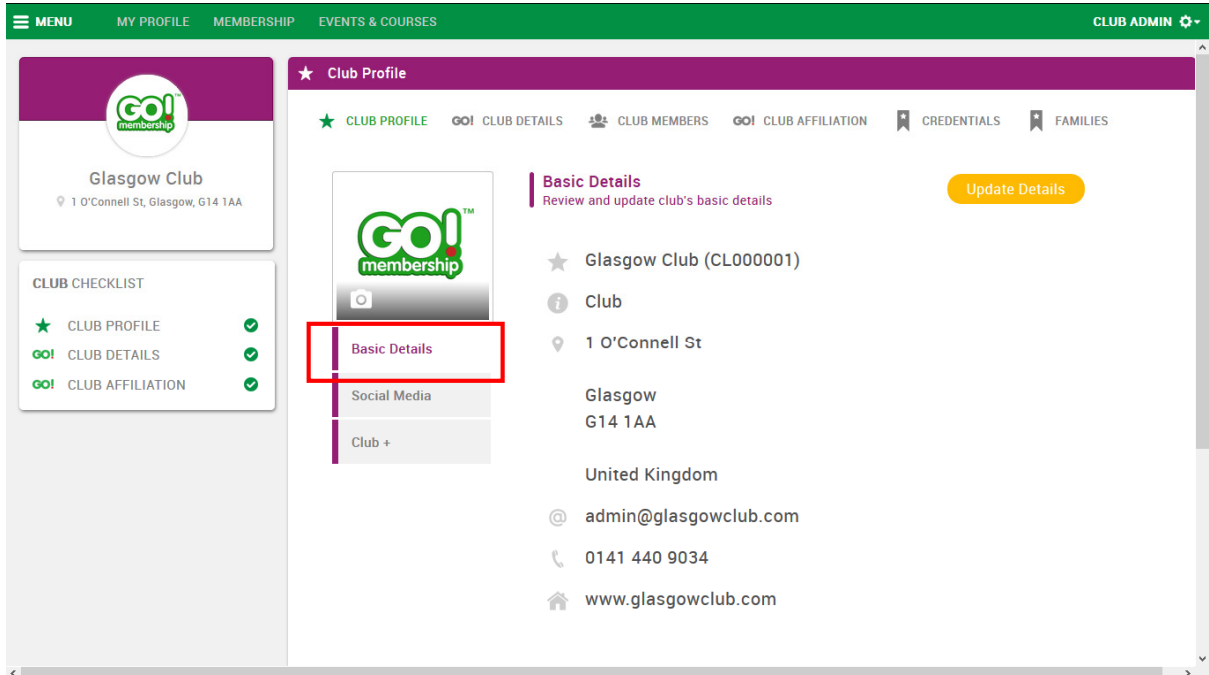 MENU MY PROFILE MEMBERSHIP EVENTS & COURSES CLUB ADMIN
GO! membership™
Glasgow Club
1 O'Connell St, Glasgow, G14 1AA
CLUB CHECKLIST
CLUB PROFILE
GO! CLUB DETAILS
GO! CLUB AFFILIATION
Club Profile
CLUB PROFILE GO! CLUB DETAILS CLUB MEMBERS GO! CLUB AFFILIATION CREDENTIALS FAMILIES
GO!™
membership
Basic Details
Social Media
Club +
Basic Details
Review and update club's basic details
Update Details
Glasgow Club (CL000001)
Club
1 O'Connell St
Glasgow
G14 1AA
United Kingdom
@ admin@glasgowclub.com
0141 440 9034
www.glasgowclub.com